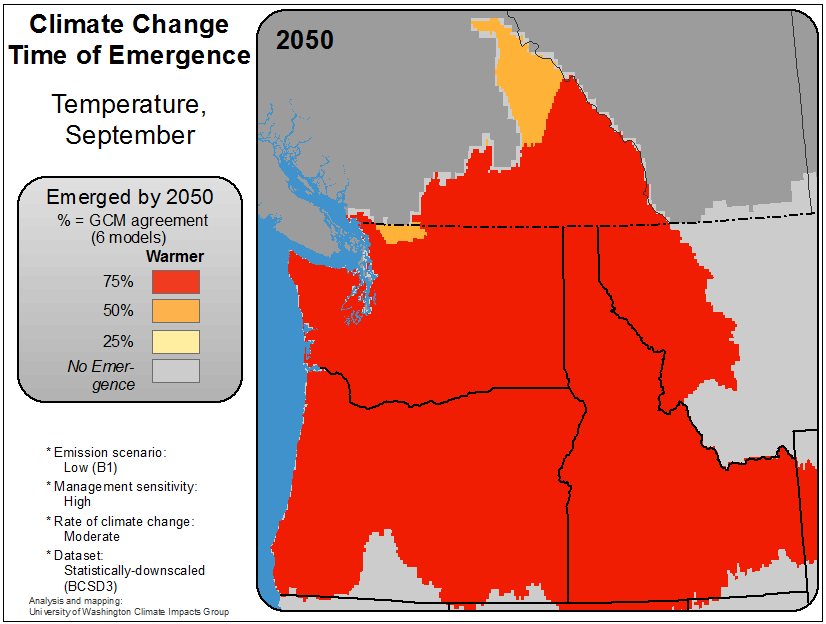 Climate Change
Time of Emergence
Temperature,
September
2050
Emerged by 2050
% = GCM agreement
(6 models)
Warmer
75%
50%
25%
No Emer-
gence
* Emission scenario:
Low (B1)
* Management sensitivity:
High
* Rate of climate change:
Moderate
* Dataset:
Statistically-downscaled
(BCSD3)
Analysis and mapping:
University of Washington Climate Impacts Group